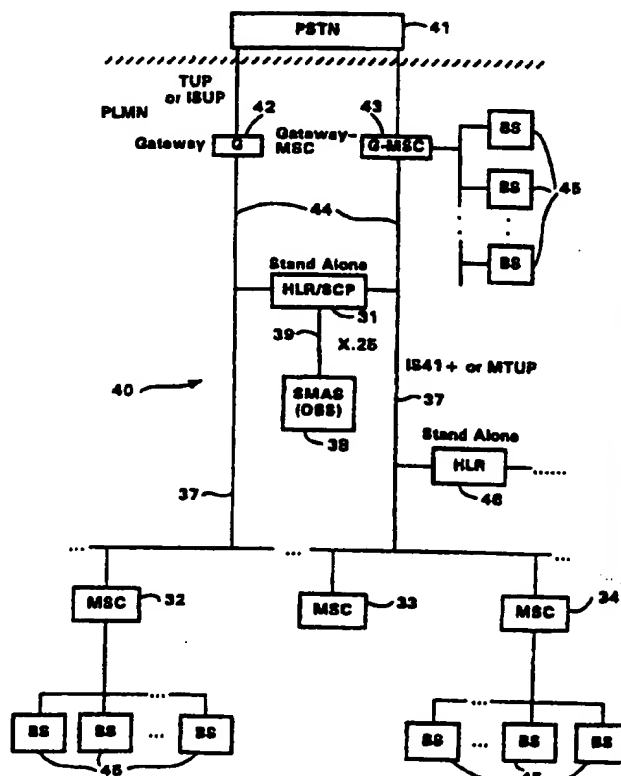 PSTN
41
TUP
or ISUP
PLMN
42
43
Gateway
G
Gateway-
MSC
G-MSC
BS
BS
45
BS
44
Stand Alone
HLR/SCP
31
39
X.25
IS41+ or MTUP
40
SMAS
(OSS)
38
37
Stand Alone
HLR
46
......
37
...
...
...
MSC
32
MSC
33
MSC
34
...
...
BS
BS
...
BS
45
BS
...
BS
BS